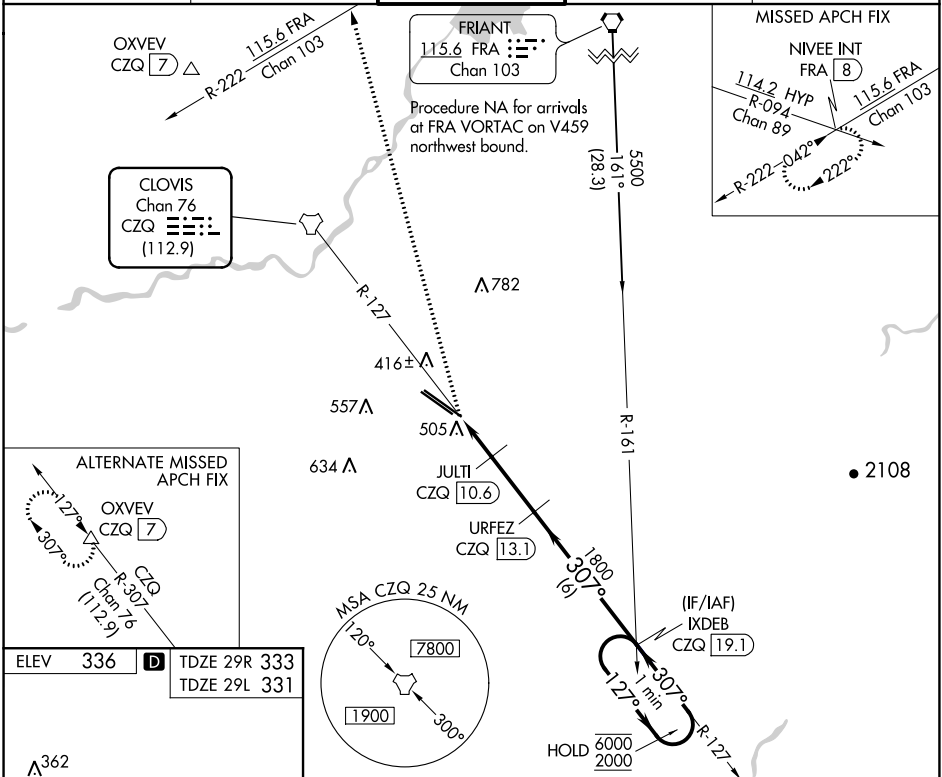 OXVEV
CZQ 7
115.6 FRA
R-222 Chan 103
FRIANT
115.6 FRA
Chan 103
Procedure NA for arrivals
at FRA VORTAC on V459
northwest bound.
MISSED APCH FIX
NIVEE INT
FRA 8
114.2 HYP
R-094
Chan 89
115.6 FRA
Chan 103
R-222
042°
222°
5500
161°
(28.3)
CLOVIS
Chan 76
CZQ
(112.9)
R-127
782
416±
557
505
634
R-161
2108
JULTI
CZQ 10.6
URFEZ
CZQ 13.1
1800
307°
(6)
(IF/IAF)
IXDEB
CZQ 19.1
ALTERNATE MISSED
APCH FIX
OXVEV
CZQ 7
127°
307°
R-307
CZQ
Chan 76
(112.9)
MSA CZQ 25 NM
120°
7800
1900
300°
127°
1 min
307°
R-127
HOLD 6000
2000
ELEV 336 D TDZE 29R 333
TDZE 29L 331
362